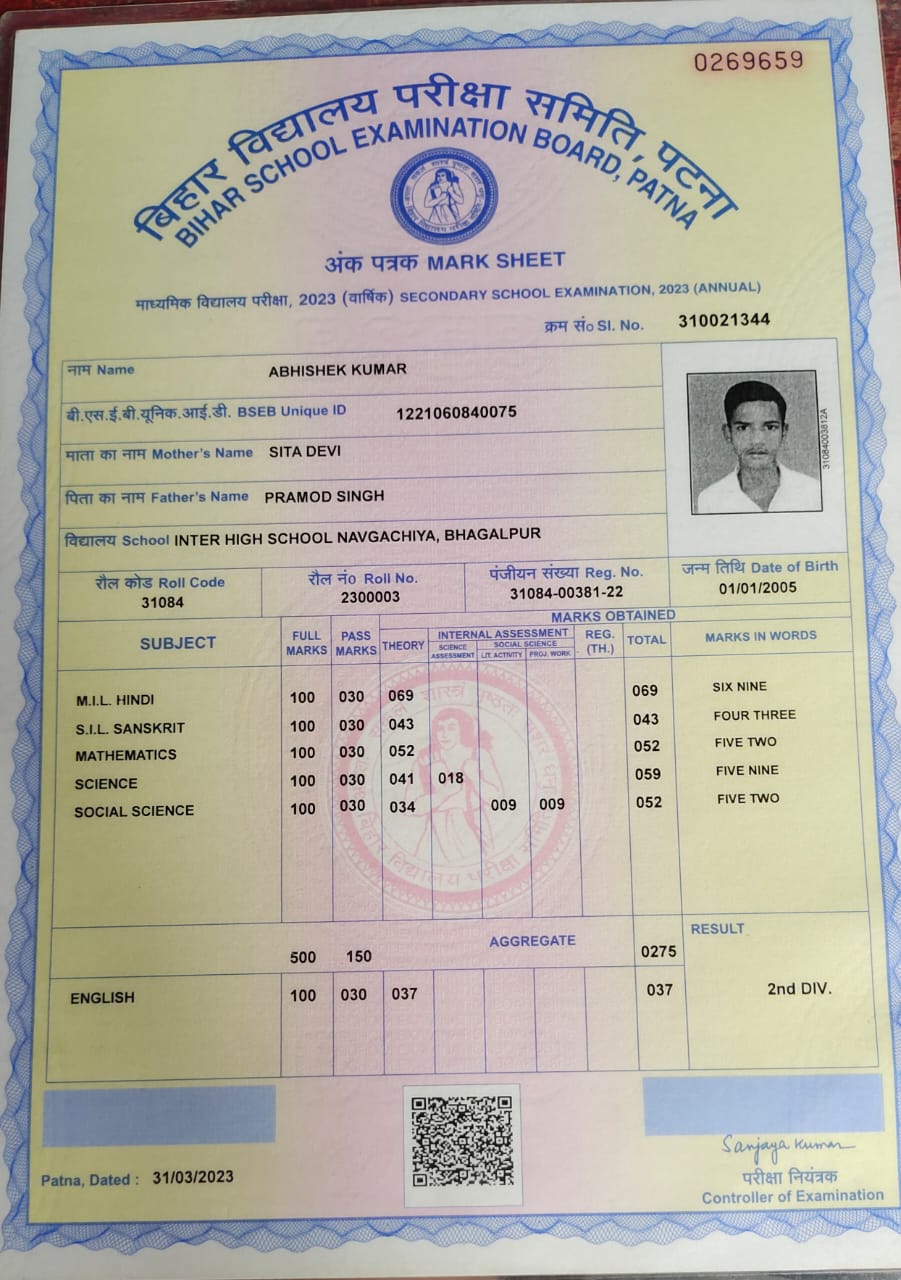 0269659
बिहार विद्यालय परीक्षा समिति, पटना
BIHAR SCHOOL EXAMINATION BOARD, PATNA
अंक पत्रक MARK SHEET
माध्यमिक विद्यालय परीक्षा, 2023 (वार्षिक) SECONDARY SCHOOL EXAMINATION, 2023 (ANNUAL)
क्रम सं० Sl. No. 310021344
नाम Name ABHISHEK KUMAR
बी.एस.ई.बी.यूनिक.आई.डी. BSEB Unique ID 1221060840075
माता का नाम Mother's Name SITA DEVI
पिता का नाम Father's Name PRAMOD SINGH
विद्यालय School INTER HIGH SCHOOL NAVGACHIYA, BHAGALPUR
31084003812A
रौल कोड Roll Code रौल नं० Roll No. पंजीयन संख्या Reg. No. जन्म तिथि Date of Birth
31084 2300003 31084-00381-22 01/01/2005
MARKS OBTAINED
SUBJECT FULL MARKS PASS MARKS THEORY INTERNAL ASSESSMENT REG. (TH.) TOTAL MARKS IN WORDS
SCIENCE ASSESSMENT SOCIAL SCIENCE
LIT. ACTIVITY PROJ. WORK
M.I.L. HINDI 100 030 069 069 SIX NINE
S.I.L. SANSKRIT 100 030 043 043 FOUR THREE
MATHEMATICS 100 030 052 052 FIVE TWO
SCIENCE 100 030 041 018 059 FIVE NINE
SOCIAL SCIENCE 100 030 034 009 009 052 FIVE TWO
500 150 AGGREGATE 0275 RESULT
ENGLISH 100 030 037 037 2nd DIV.
Sanjaya Kumar
Patna, Dated : 31/03/2023
परीक्षा नियंत्रक
Controller of Examination